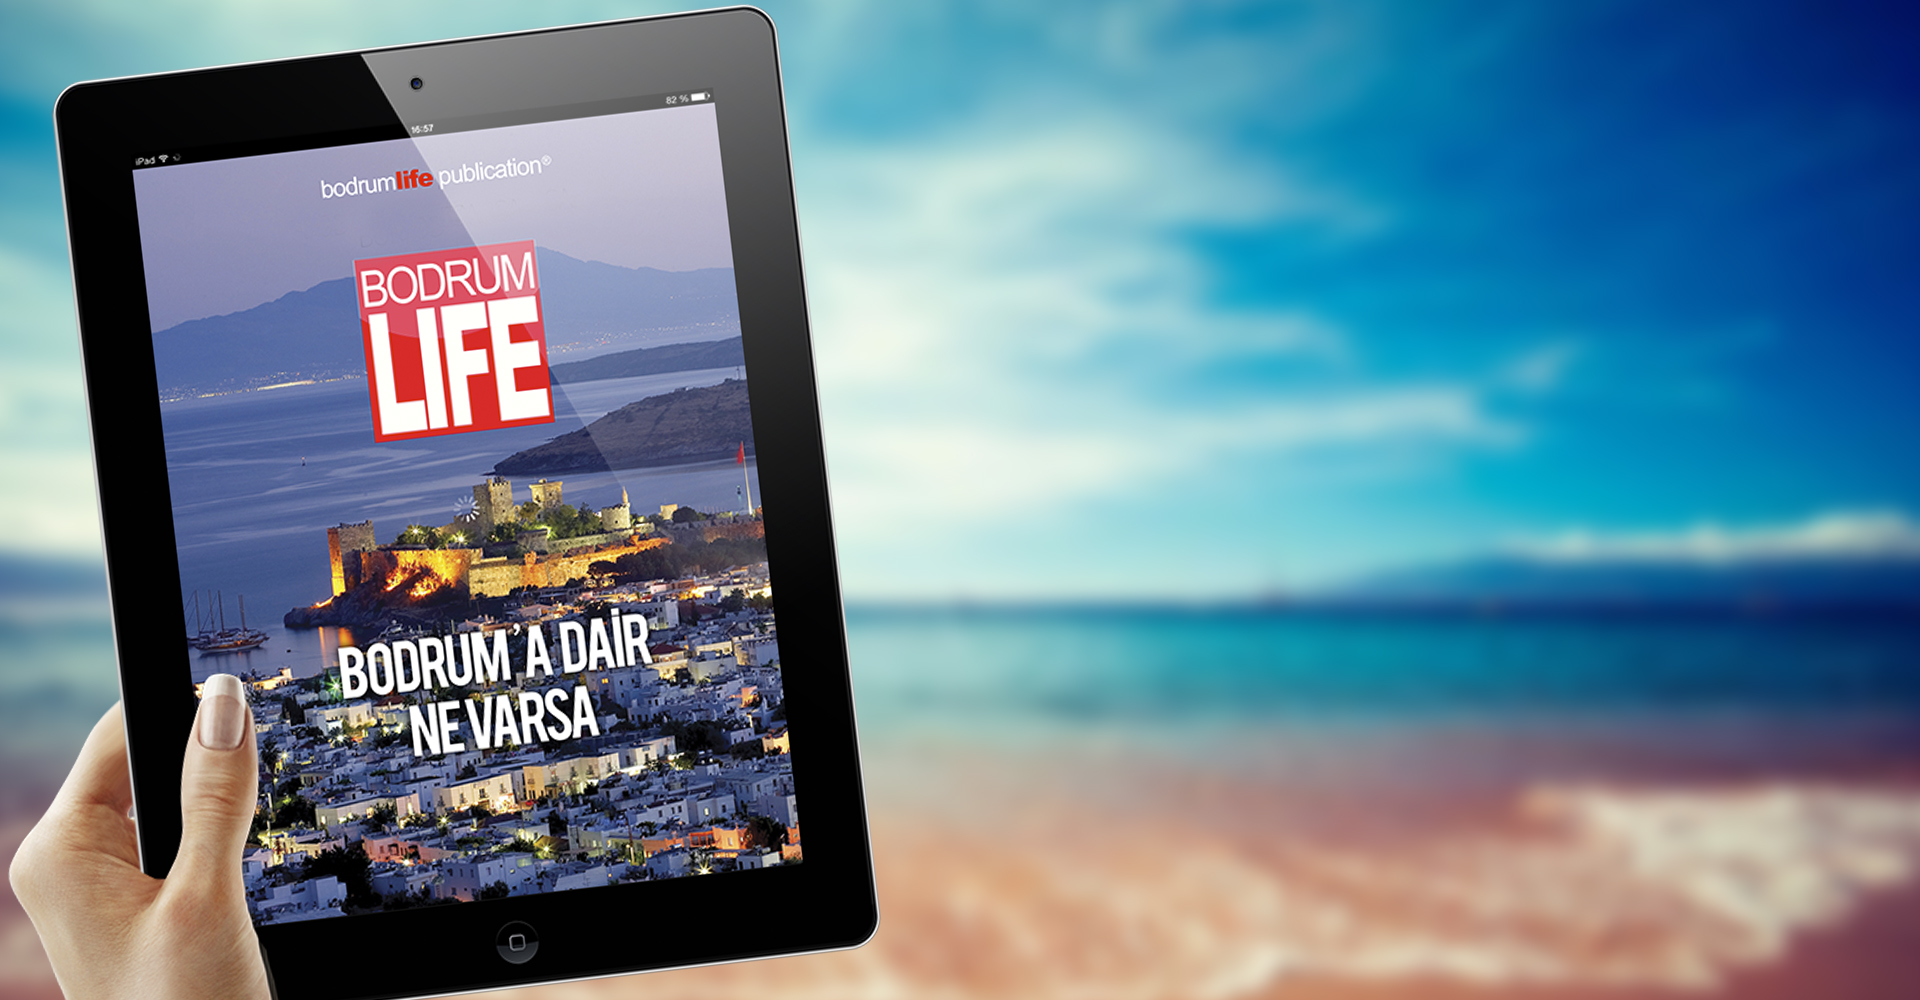 iPad
16:57
82 %
bodrumlife publication®
BODRUM
LIFE
BODRUM'A DAİR
NE VARSA